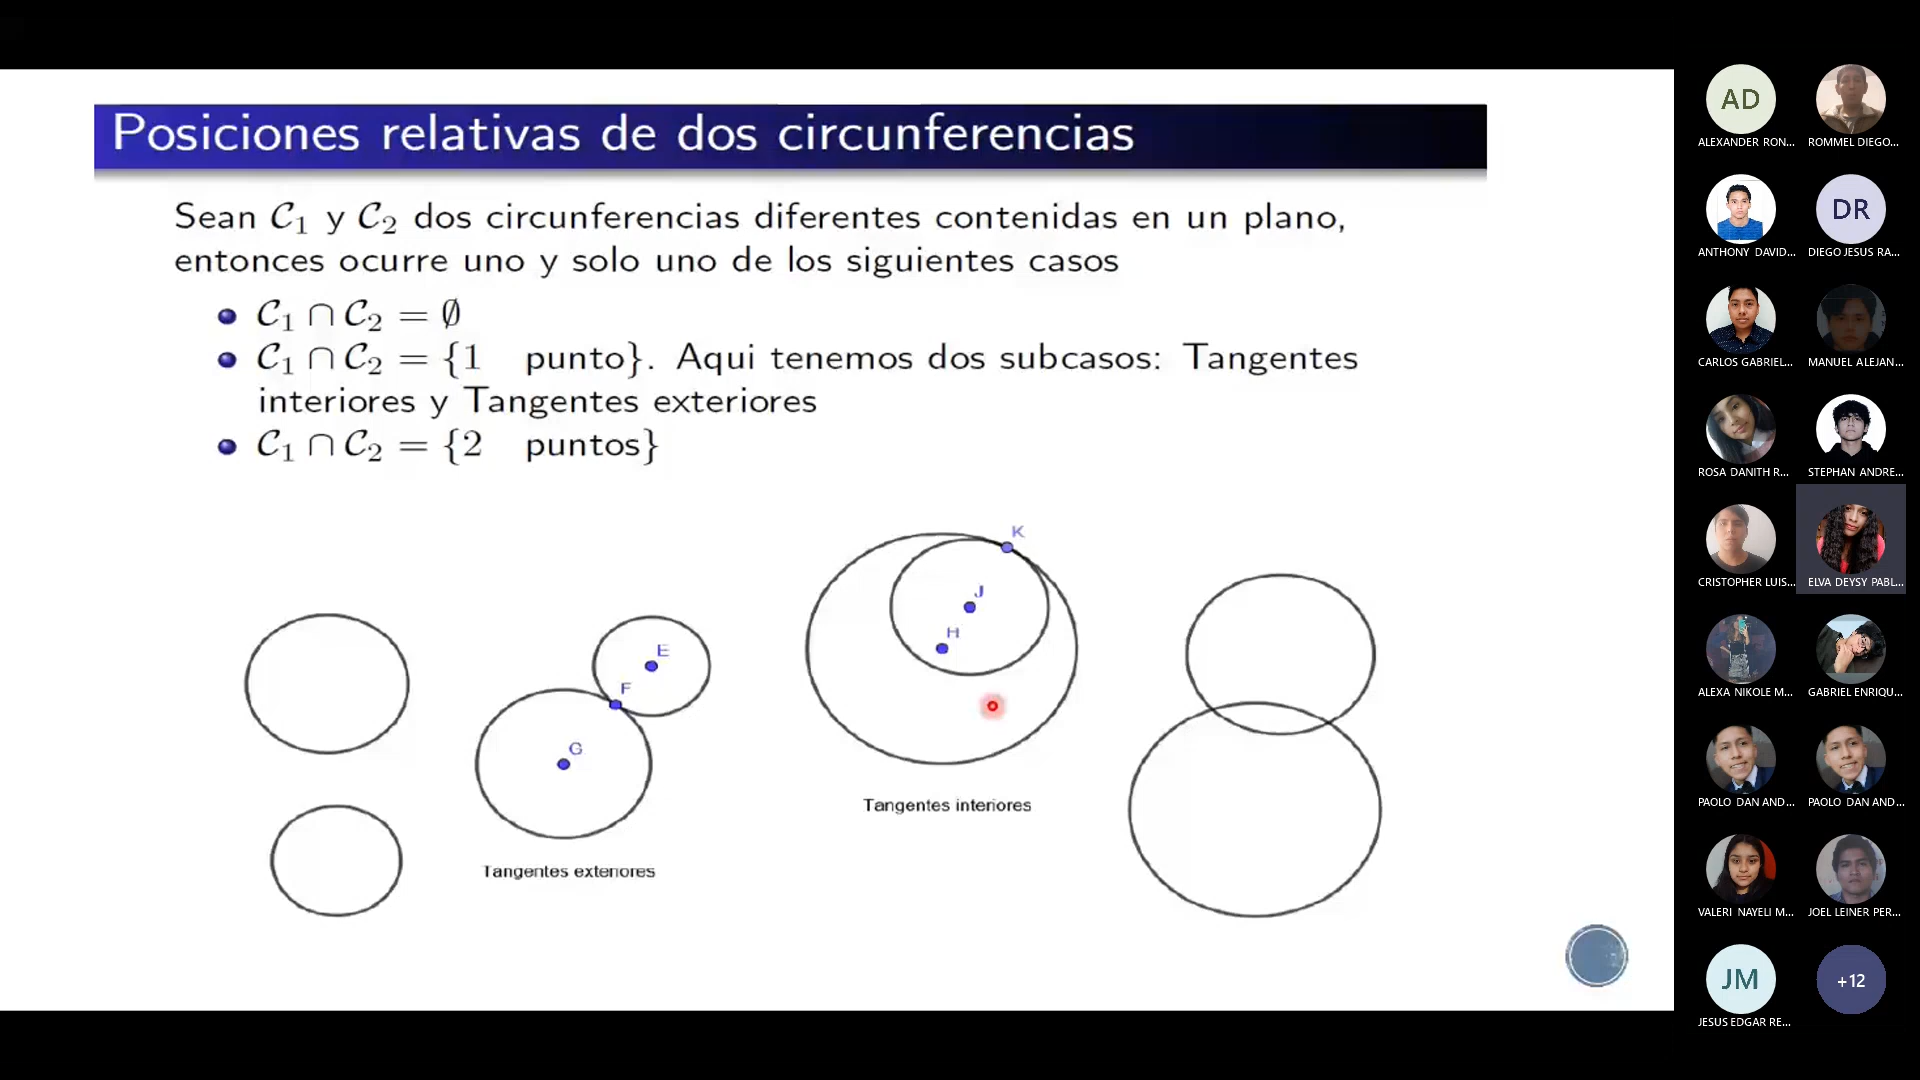 Posiciones relativas de dos circunferencias
Sean C₁ y C₂ dos circunferencias diferentes contenidas en un plano,
entonces ocurre uno y solo uno de los siguientes casos
C₁ ∩ C₂ = ∅
C₁ ∩ C₂ = {1 punto}. Aqui tenemos dos subcasos: Tangentes
interiores y Tangentes exteriores
C₁ ∩ C₂ = {2 puntos}
E
F
G
Tangentes exteriores
K
J
H
Tangentes interiores
AD
ALEXANDER RON...
ROMMEL DIEGO...
ANTHONY DAVID...
DR
DIEGO JESUS RA...
CARLOS GABRIEL...
MANUEL ALEJAN...
ROSA DANITH R...
STEPHAN ANDRE...
CRISTOPHER LUIS...
ELVA DEYSY PABL...
ALEXA NIKOLE M...
GABRIEL ENRIQU...
PAOLO DAN AND...
PAOLO DAN AND...
VALERI NAYELI M...
JOEL LEINER PER...
JM
JESUS EDGAR RE...
+12